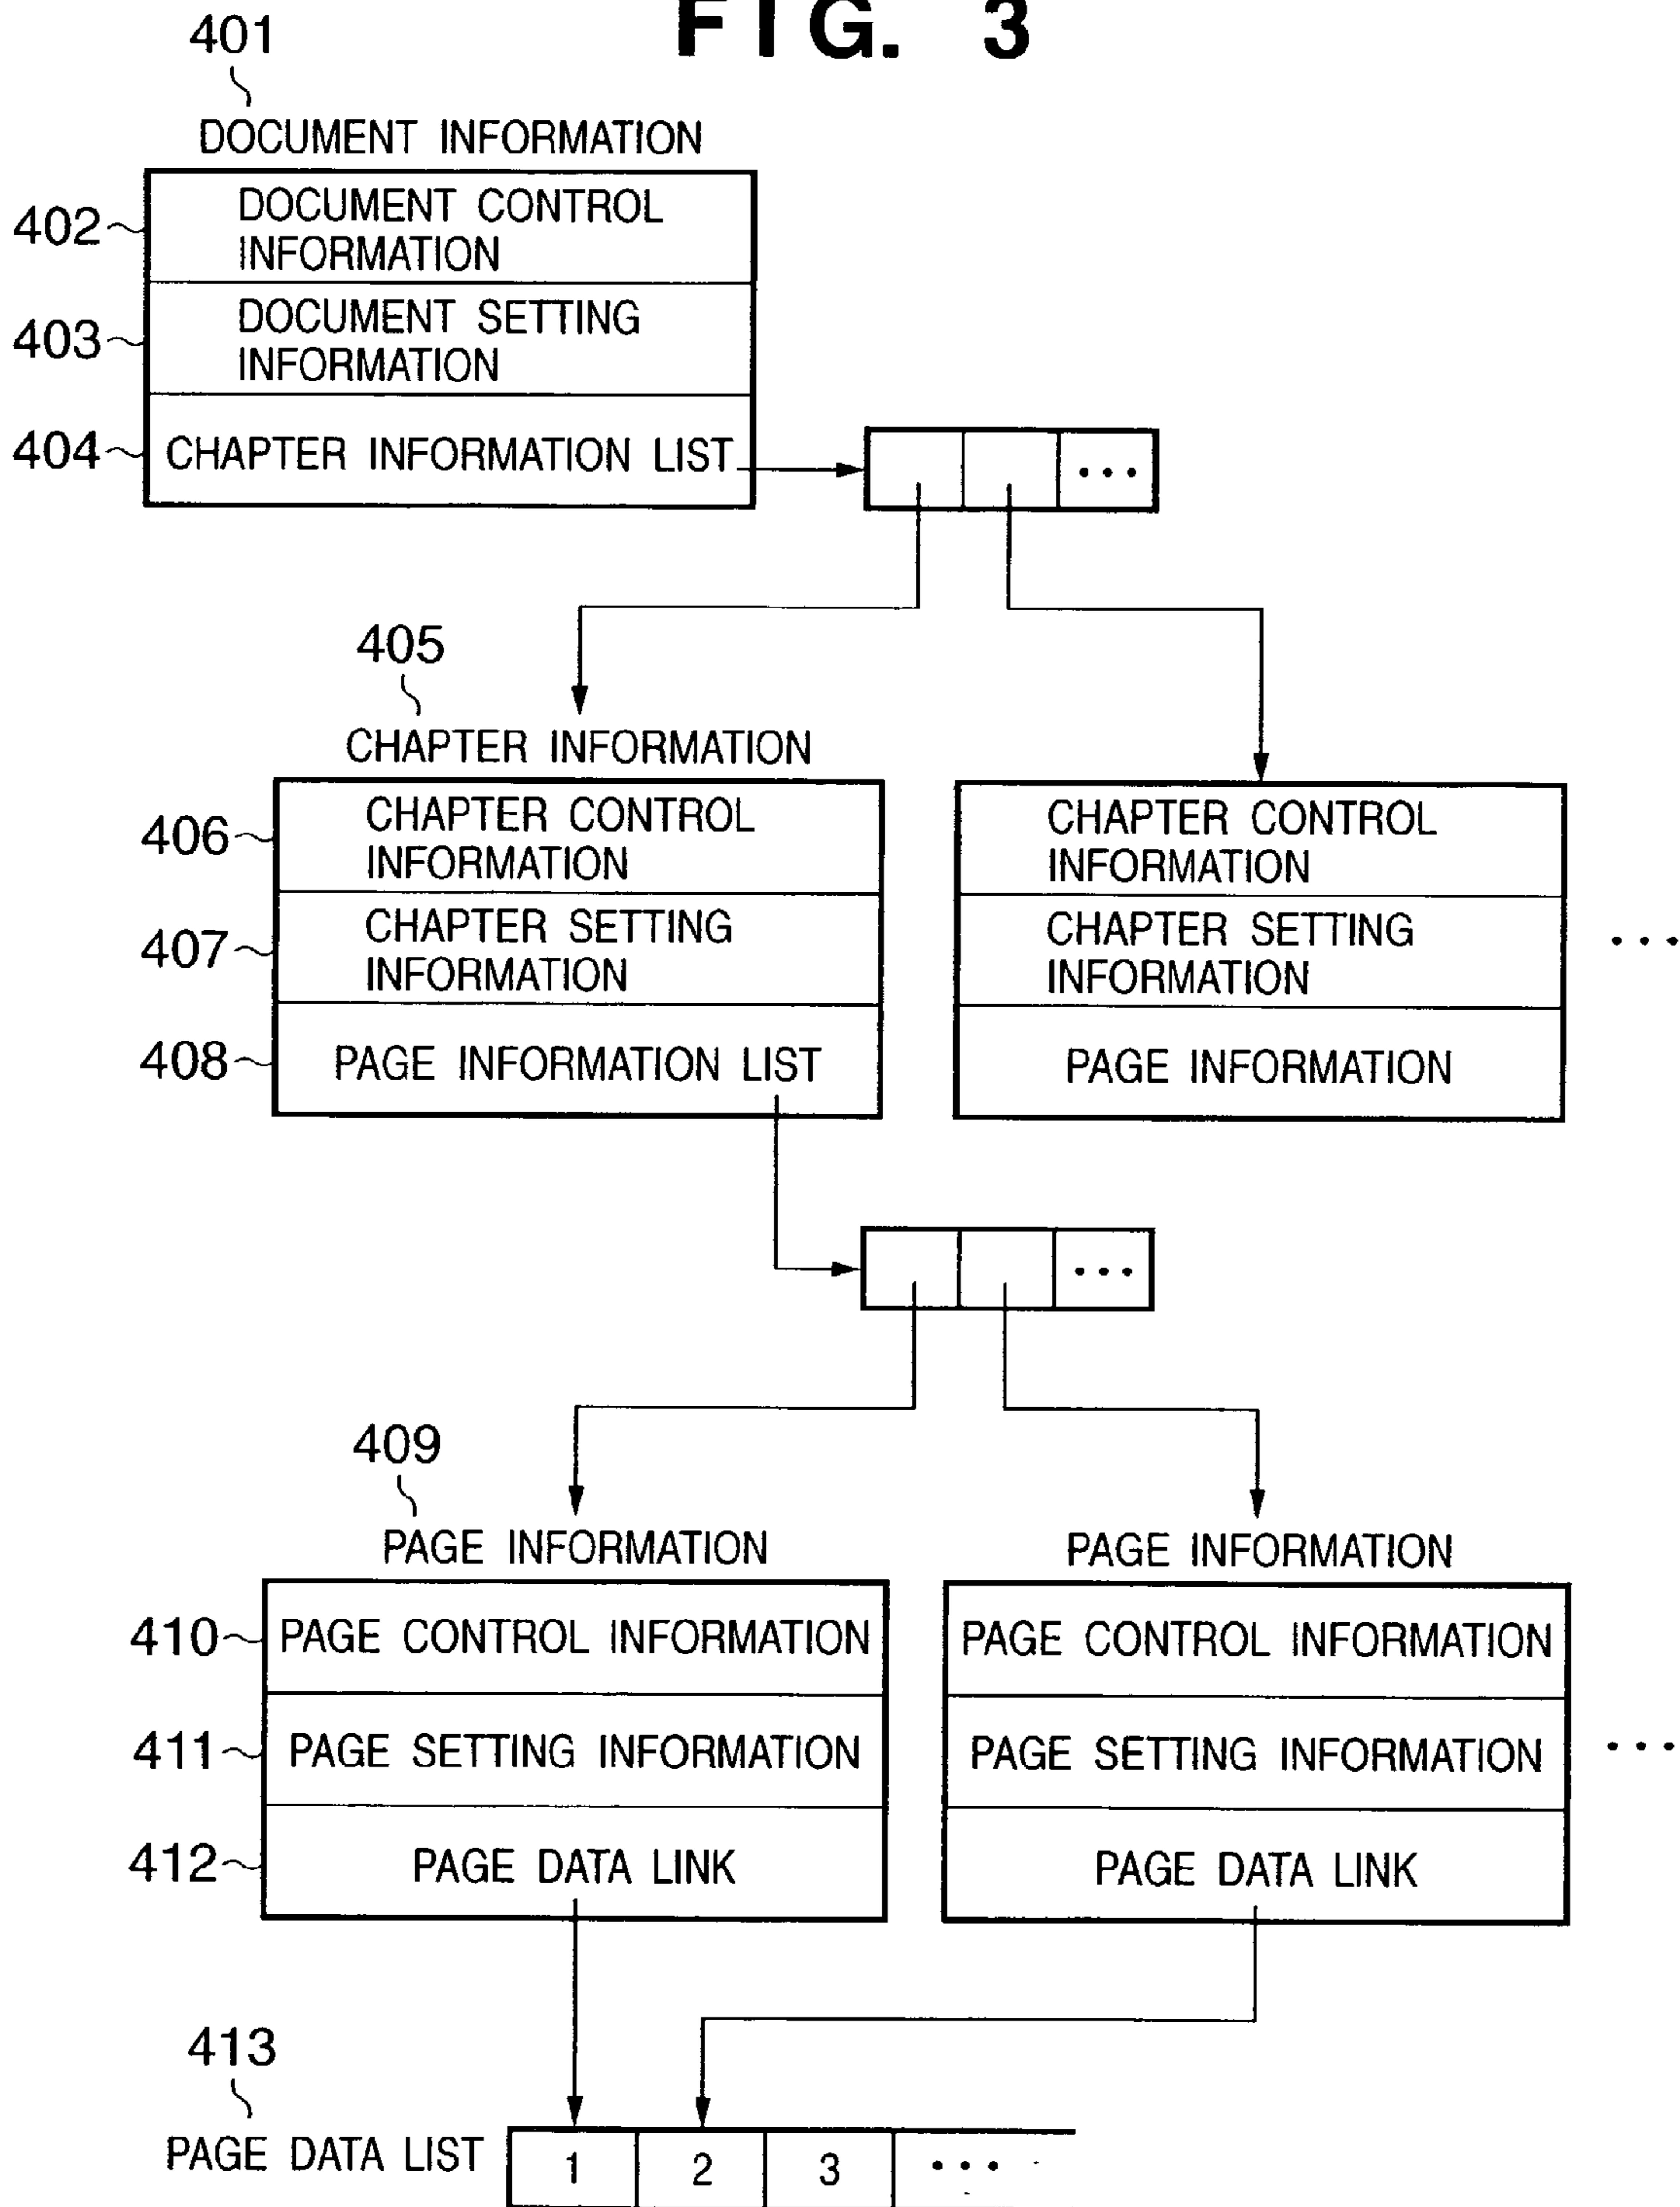 FIG. 3
401
DOCUMENT INFORMATION
402
DOCUMENT CONTROL
INFORMATION
403
DOCUMENT SETTING
INFORMATION
404
CHAPTER INFORMATION LIST
...
405
CHAPTER INFORMATION
406
CHAPTER CONTROL
INFORMATION
407
CHAPTER SETTING
INFORMATION
408
PAGE INFORMATION LIST
CHAPTER CONTROL
INFORMATION
CHAPTER SETTING
INFORMATION
PAGE INFORMATION
...
...
409
PAGE INFORMATION
410
PAGE CONTROL INFORMATION
411
PAGE SETTING INFORMATION
412
PAGE DATA LINK
PAGE INFORMATION
PAGE CONTROL INFORMATION
PAGE SETTING INFORMATION
PAGE DATA LINK
...
413
PAGE DATA LIST
1
2
3
...